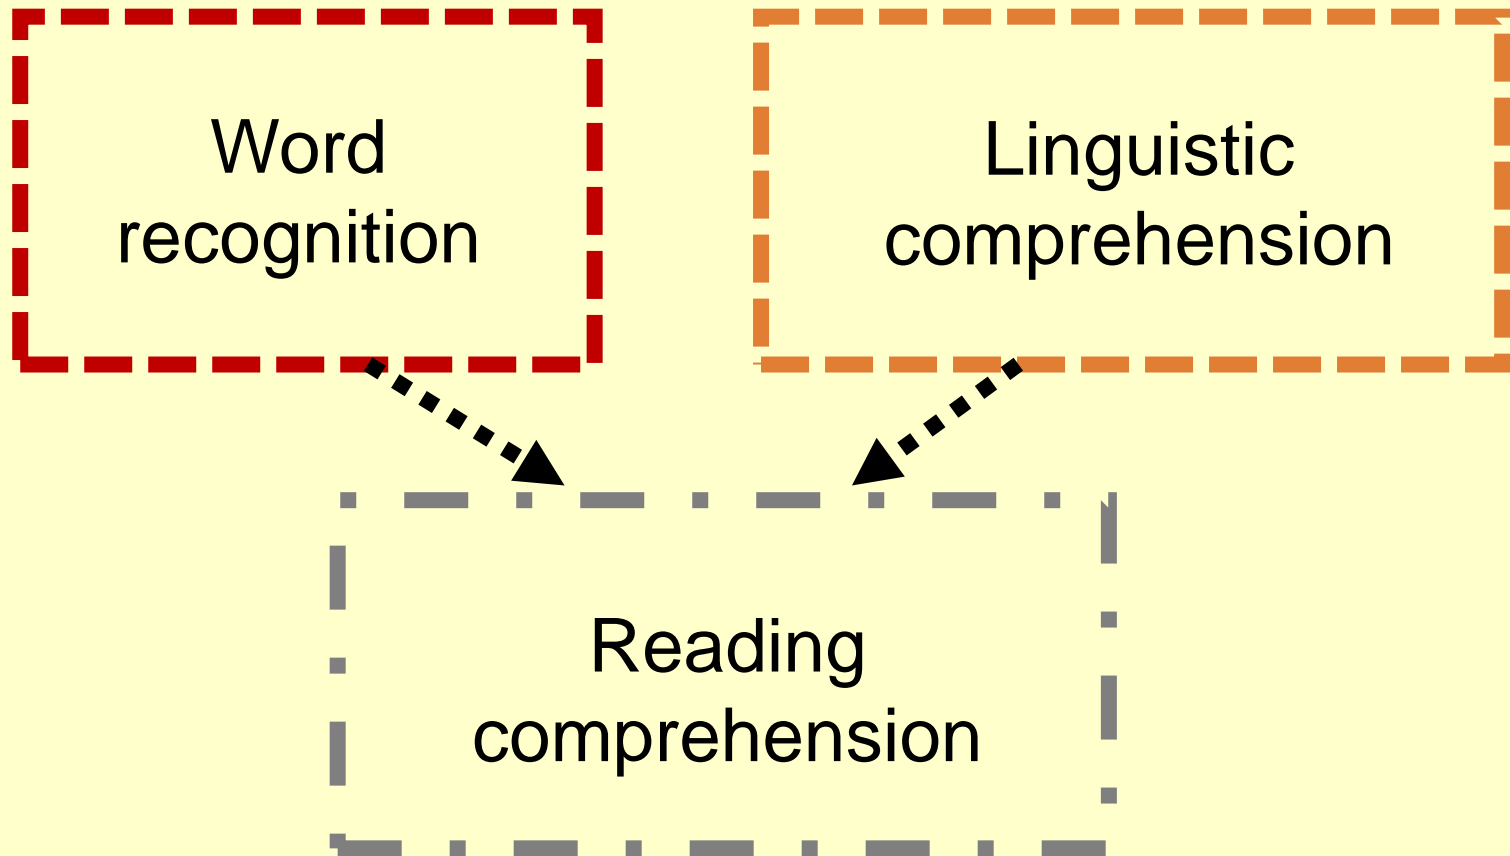 Word
recognition
Linguistic
comprehension
Reading
comprehension